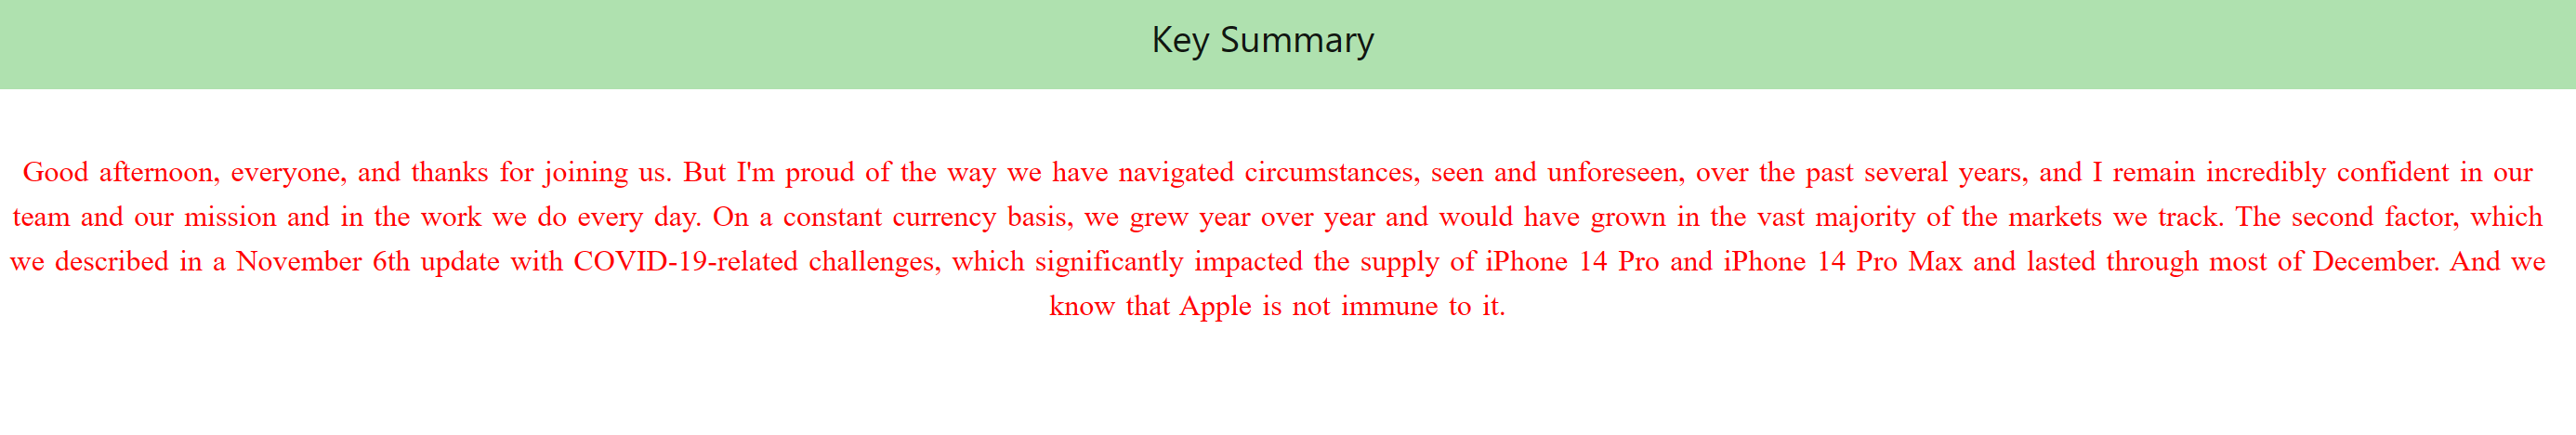 Key Summary
Good afternoon, everyone, and thanks for joining us. But I'm proud of the way we have navigated circumstances, seen and unforeseen, over the past several years, and I remain incredibly confident in our
team and our mission and in the work we do every day. On a constant currency basis, we grew year over year and would have grown in the vast majority of the markets we track. The second factor, which
we described in a November 6th update with COVID-19-related challenges, which significantly impacted the supply of iPhone 14 Pro and iPhone 14 Pro Max and lasted through most of December. And we
know that Apple is not immune to it.